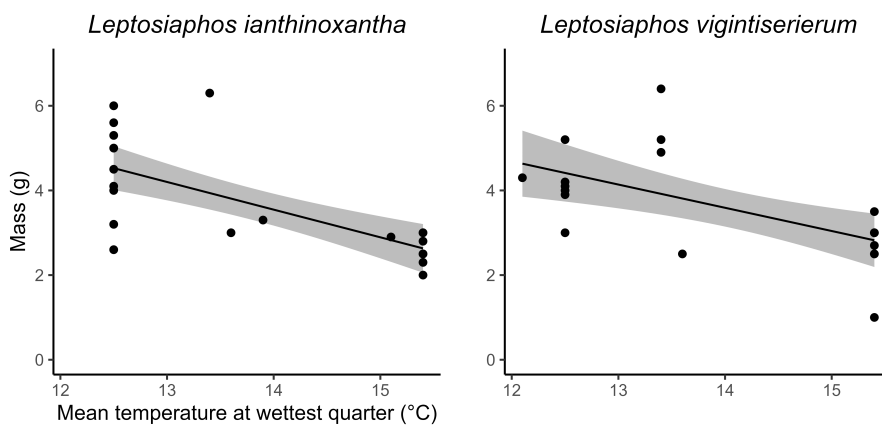 Leptosiaphos ianthinoxantha
Leptosiaphos vigintiserierum
Mass (g)
6
4
2
0
12 13 14 15
6
4
2
0
12 13 14 15
Mean temperature at wettest quarter (°C)